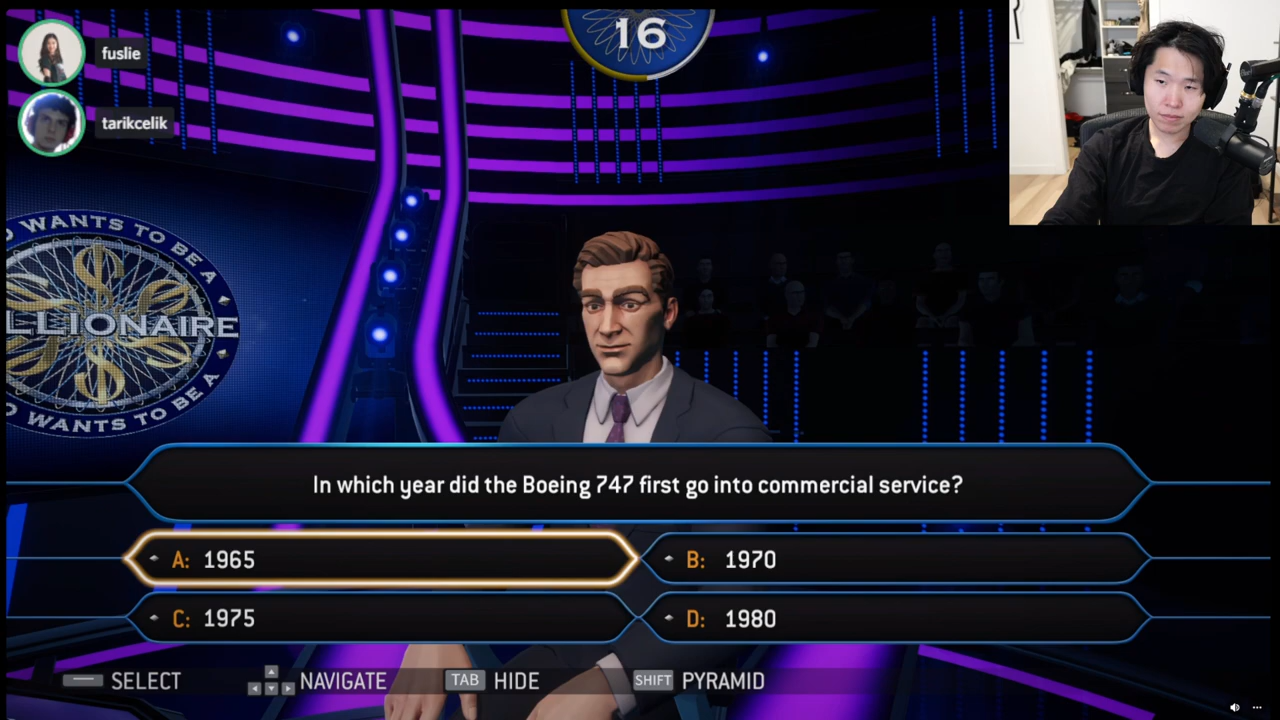 fuslie
16
tarikcelik
WANTS TO BE A
LLIONAIRE
WANTS TO BE A
In which year did the Boeing 747 first go into commercial service?
A: 1965
B: 1970
C: 1975
D: 1980
SELECT
NAVIGATE
TAB HIDE
SHIFT PYRAMID